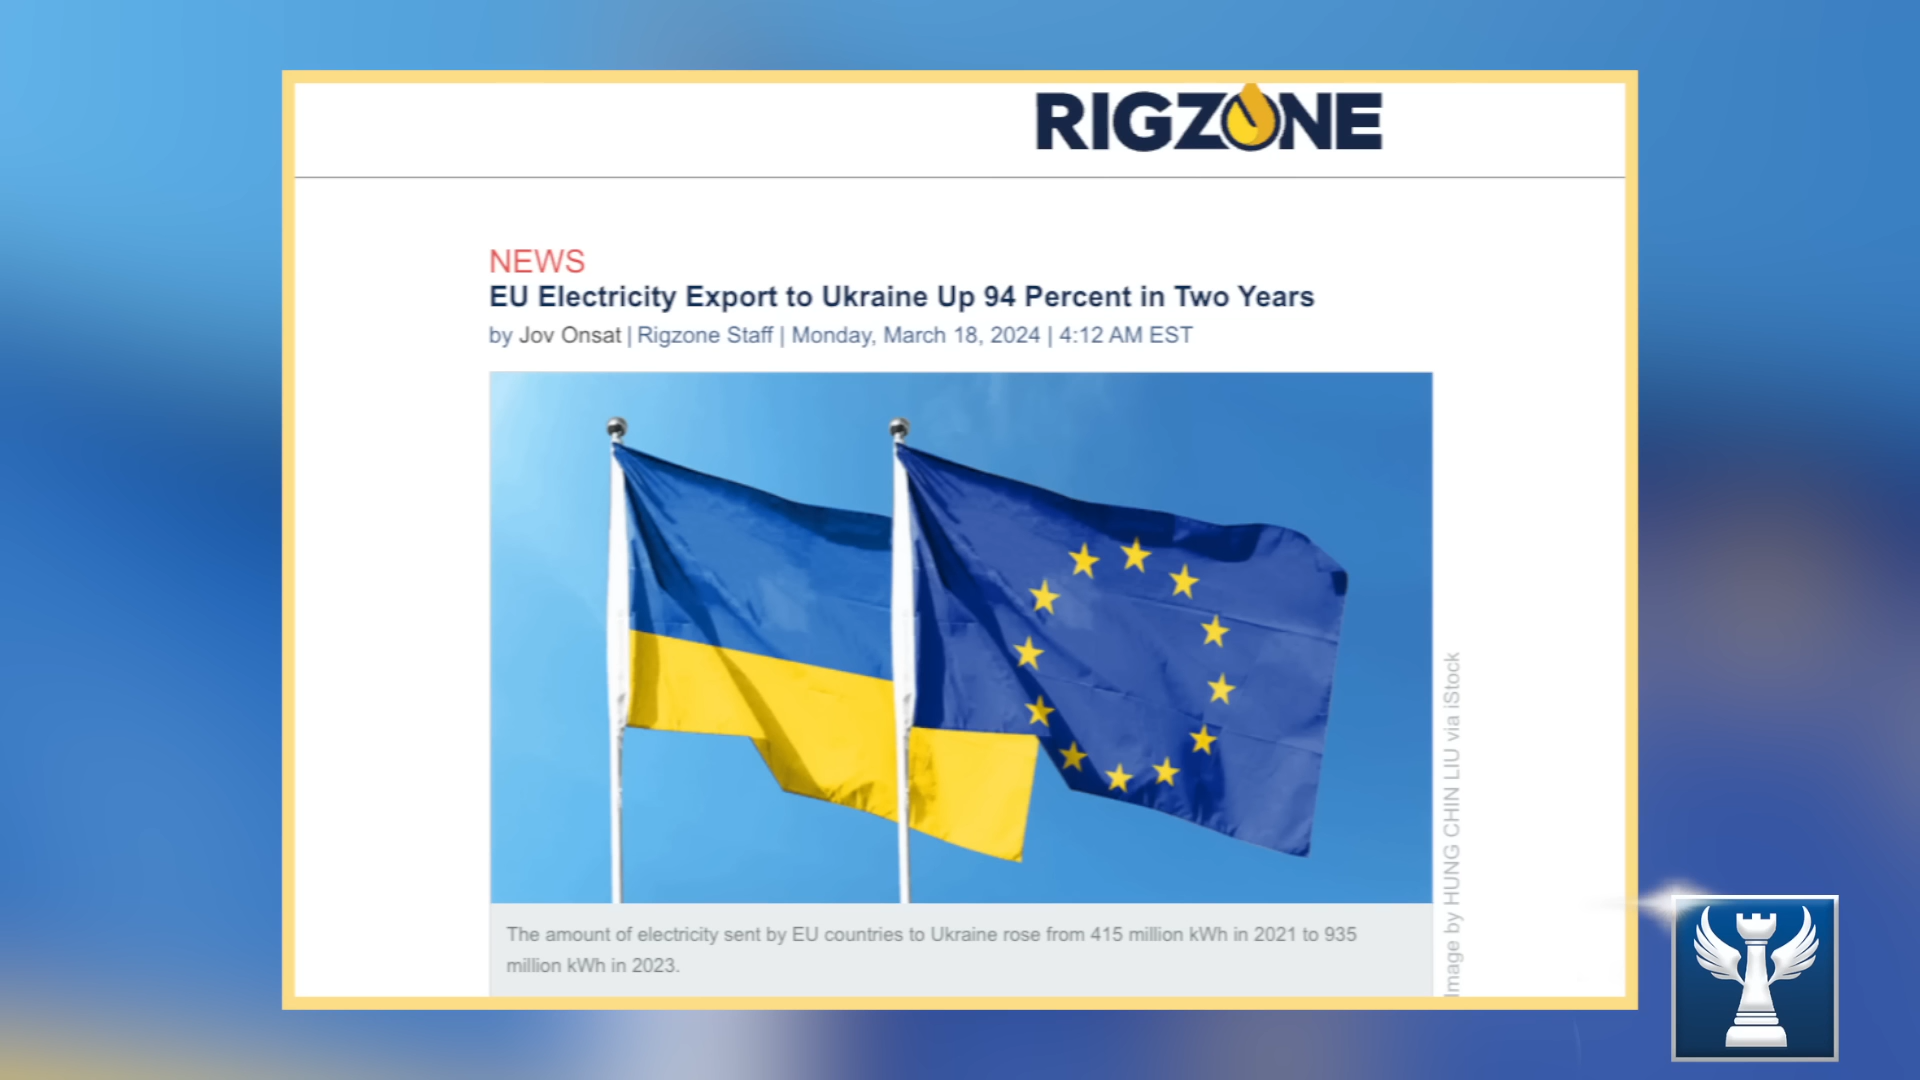 RIGZONE
NEWS
EU Electricity Export to Ukraine Up 94 Percent in Two Years
by Jov Onsat | Rigzone Staff | Monday, March 18, 2024 | 4:12 AM EST
Image by HUNG CHIN LIU via iStock
The amount of electricity sent by EU countries to Ukraine rose from 415 million kWh in 2021 to 935
million kWh in 2023.